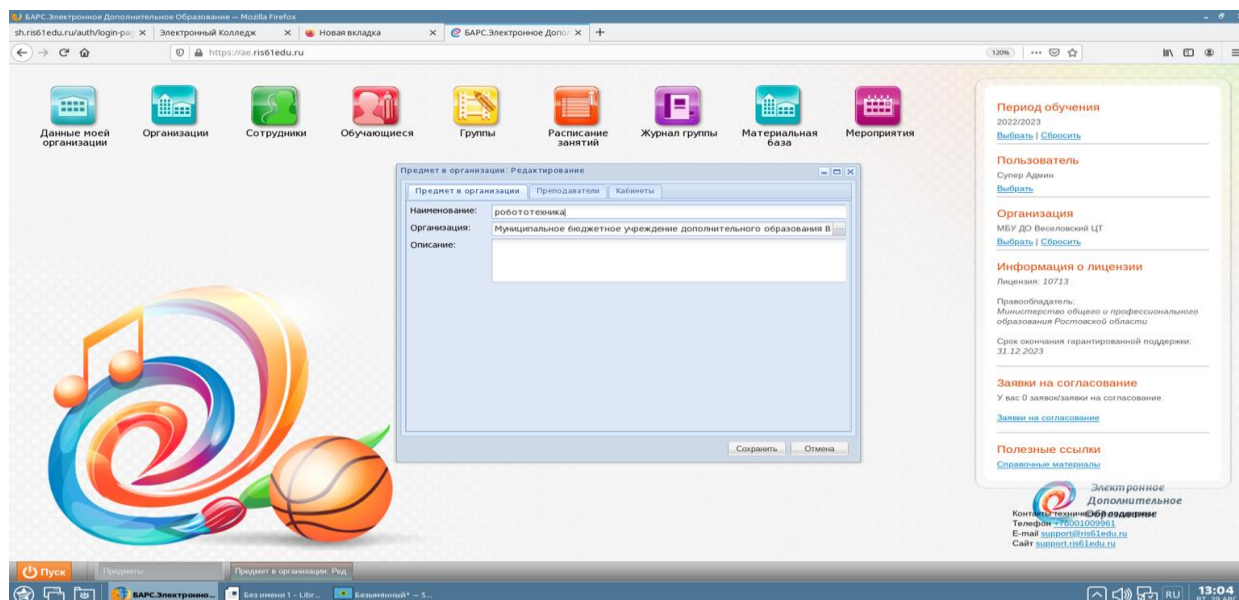 БАРС.Электронное Дополнительное Образование — Mozilla Firefox
sh.ris61edu.ru/auth/login-pag
Электронный Колледж
Новая вкладка
БАРС.Электронное Допол
https://ae.ris61edu.ru
120%
Данные моей
организации
Организации
Сотрудники
Обучающиеся
Группы
Расписание
занятий
Журнал группы
Материальная
база
Мероприятия
Предмет в организации: Редактирование
Предмет в организации
Преподаватели
Кабинеты
Наименование: робототехника
Организация: Муниципальное бюджетное учреждение дополнительного образования В
Описание:
Сохранить
Отмена
Период обучения
2022/2023
Выбрать | Сбросить
Пользователь
Супер Админ
Выбрать
Организация
МБУ ДО Веселовский ЦТ
Выбрать | Сбросить
Информация о лицензии
Лицензия: 10713
Правообладатель:
Министерство общего и профессионального
образования Ростовской области
Срок окончания гарантированной поддержки:
31.12.2023
Заявки на согласование
У вас 0 заявок/заявки на согласование.
Заявки на согласование
Полезные ссылки
Справочные материалы
Электронное
Дополнительное
Образование
Контакты технической поддержки:
Телефон +78001009961
E-mail support@ris61edu.ru
Сайт support.ris61edu.ru
Пуск
Предметы
Предмет в организации: Ред...
БАРС.Электронно...
Без имени 1 – Libr...
Безымянный* — S...
RU
13:04
ВТ, 29 АВГ